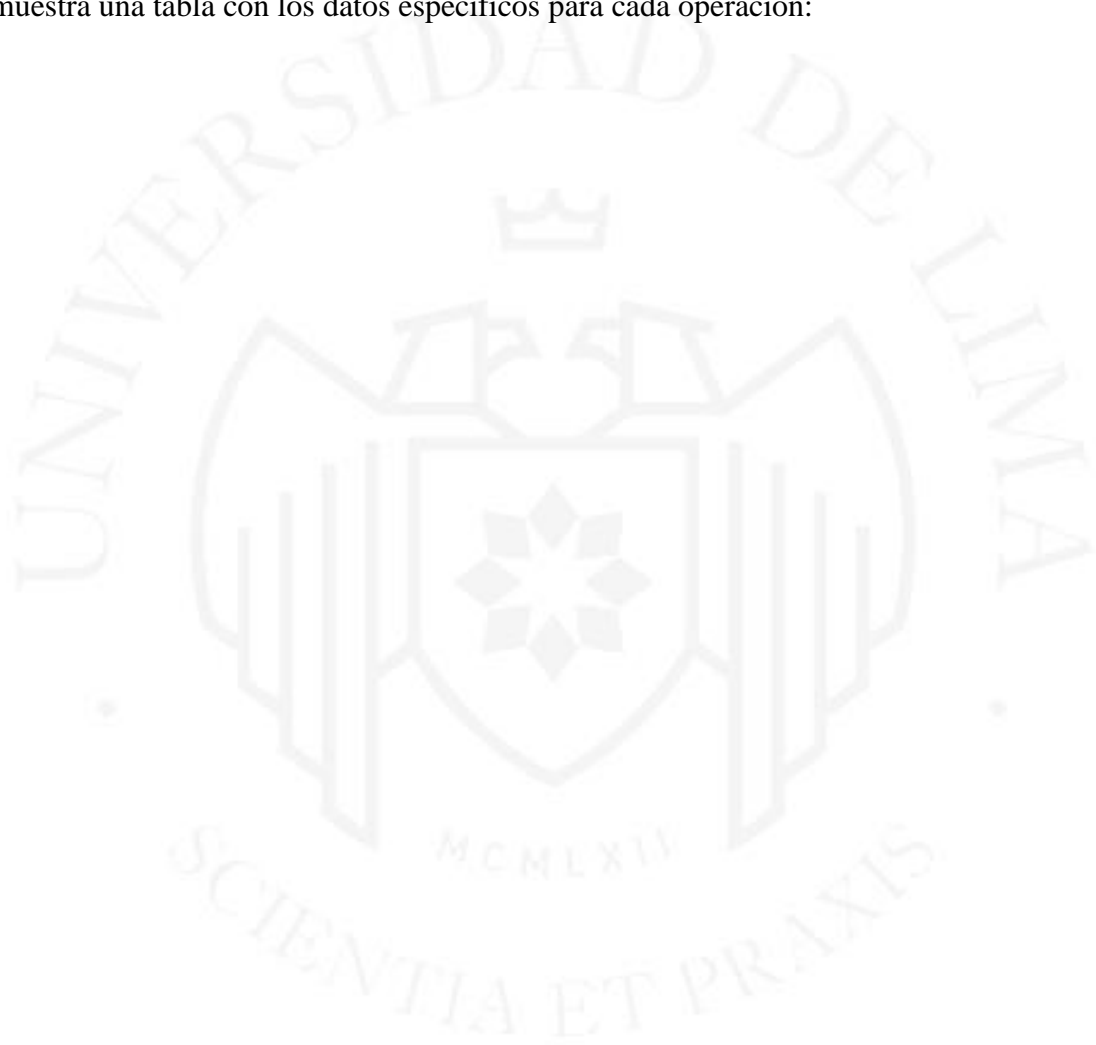 muestra una tabla con los datos específicos para cada operación:
UNIVERSIDAD DE LIMA
MCMLXII
SCIENTIA ET PRAXIS